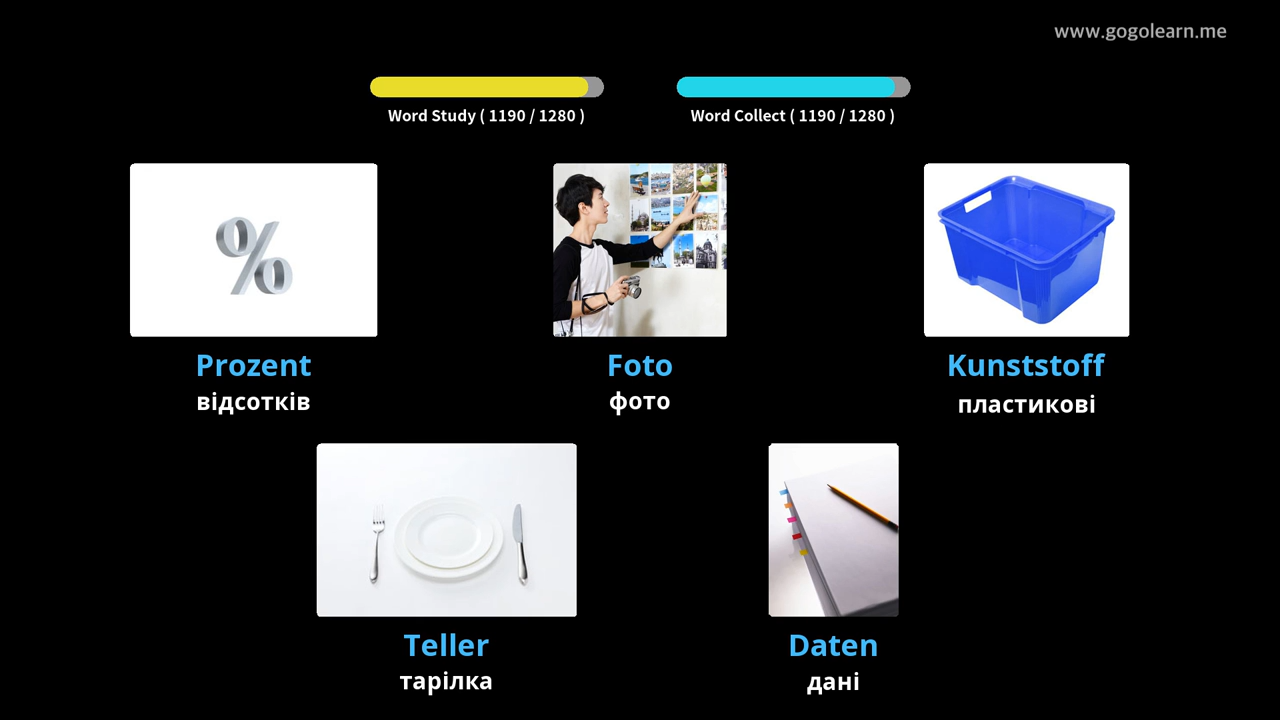 www.gogolearn.me
Word Study ( 1190 / 1280 )
Word Collect ( 1190 / 1280 )
%
Prozent
відсотків
Foto
фото
Kunststoff
пластикові
Teller
тарілка
Daten
дані